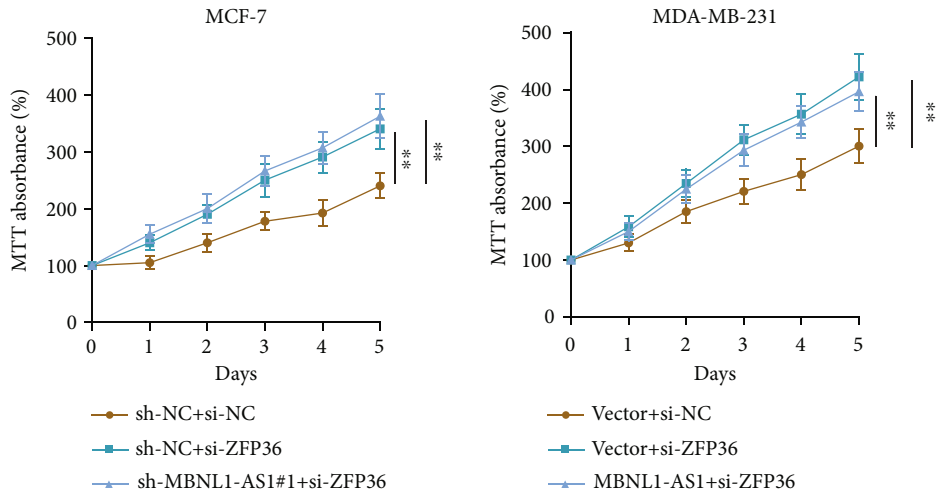 MCF-7
MTT absorbance (%)
500
400
300
200
100
0
0 1 2 3 4 5
Days
**
**
sh-NC+si-NC
sh-NC+si-ZFP36
sh-MBNL1-AS1#1+si-ZFP36
MDA-MB-231
MTT absorbance (%)
500
400
300
200
100
0
0 1 2 3 4 5
Days
**
**
Vector+si-NC
Vector+si-ZFP36
MBNL1-AS1+si-ZFP36